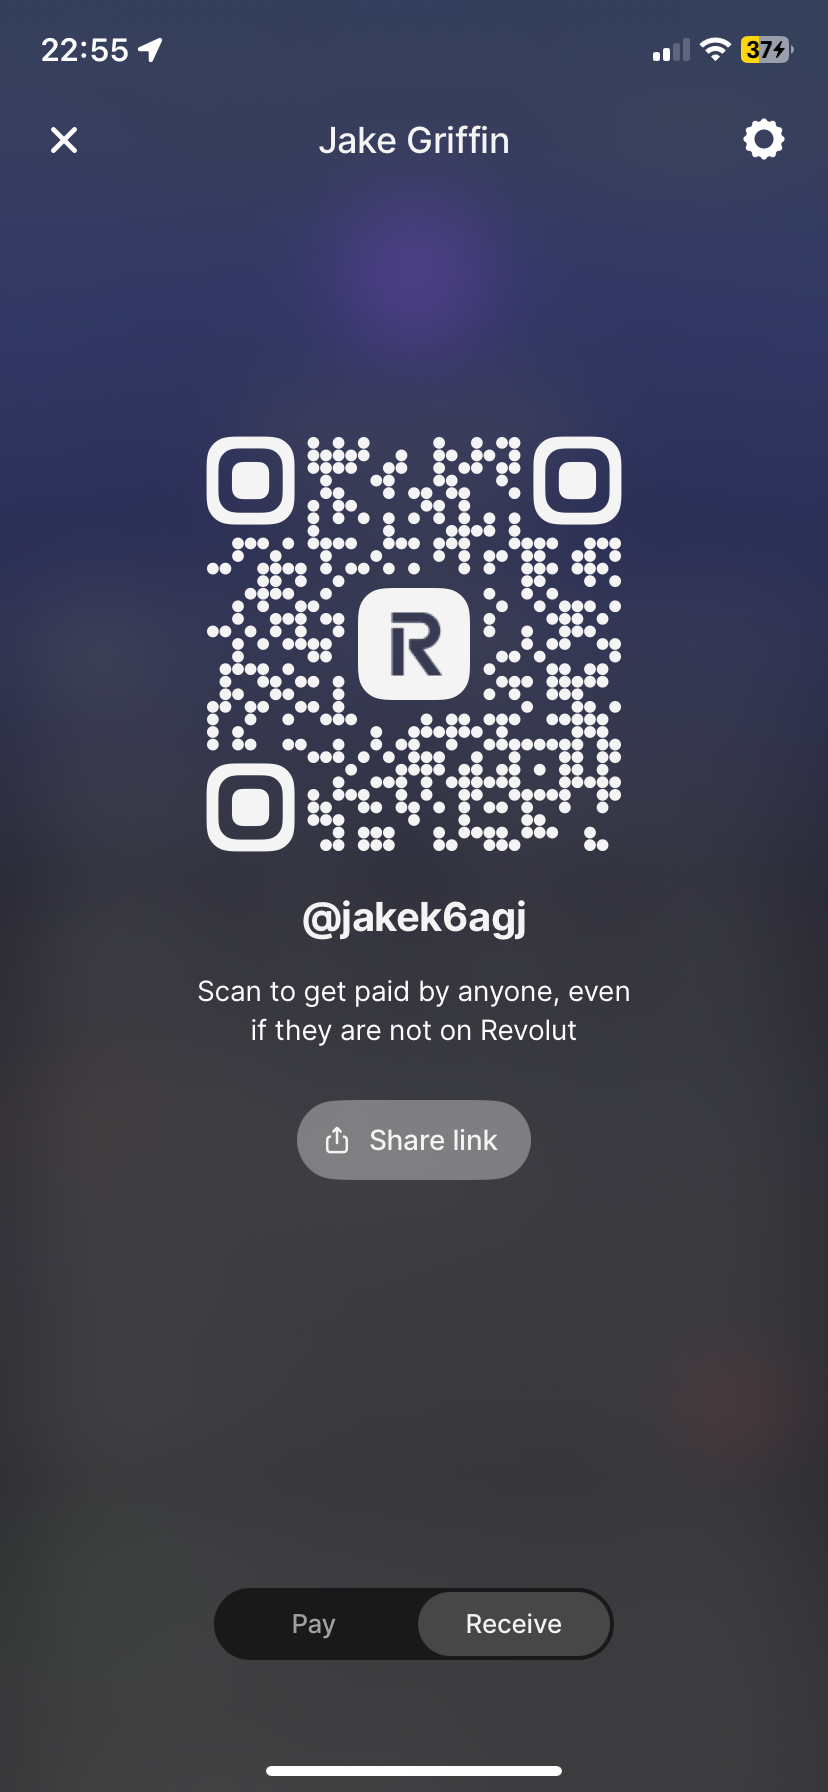 22:55
37
Jake Griffin
R
@jakek6agj
Scan to get paid by anyone, even
if they are not on Revolut
Share link
Pay
Receive